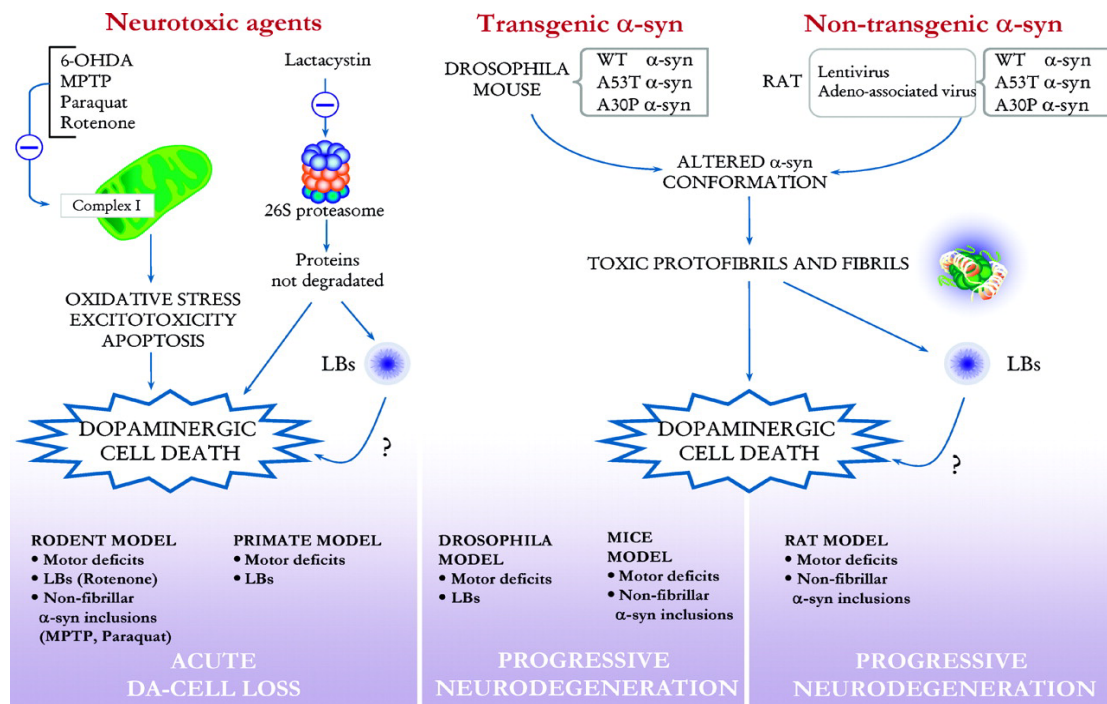 Neurotoxic agents
6-OHDA
MPTP
Paraquat
Rotenone
Complex I
OXIDATIVE STRESS
EXCITOTOXICITY
APOPTOSIS
Lactacystin
26S proteasome
Proteins
not degraded
LBs
?
DOPAMINERGIC
CELL DEATH
RODENT MODEL
• Motor deficits
• LBs (Rotenone)
• Non-fibrillar
α-syn inclusions
(MPTP, Paraquat)
PRIMATE MODEL
• Motor deficits
• LBs
ACUTE
DA-CELL LOSS
Transgenic α-syn
DROSOPHILA
MOUSE
WT α-syn
A53T α-syn
A30P α-syn
Non-transgenic α-syn
RAT
Lentivirus
Adeno-associated virus
WT α-syn
A53T α-syn
A30P α-syn
ALTERED α-syn
CONFORMATION
TOXIC PROTOFIBRILS AND FIBRILS
LBs
?
DOPAMINERGIC
CELL DEATH
DROSOPHILA
MODEL
• Motor deficits
• LBs
MICE
MODEL
• Motor deficits
• Non-fibrillar
α-syn inclusions
PROGRESSIVE
NEURODEGENERATION
RAT MODEL
• Motor deficits
• Non-fibrillar
α-syn inclusions
PROGRESSIVE
NEURODEGENERATION